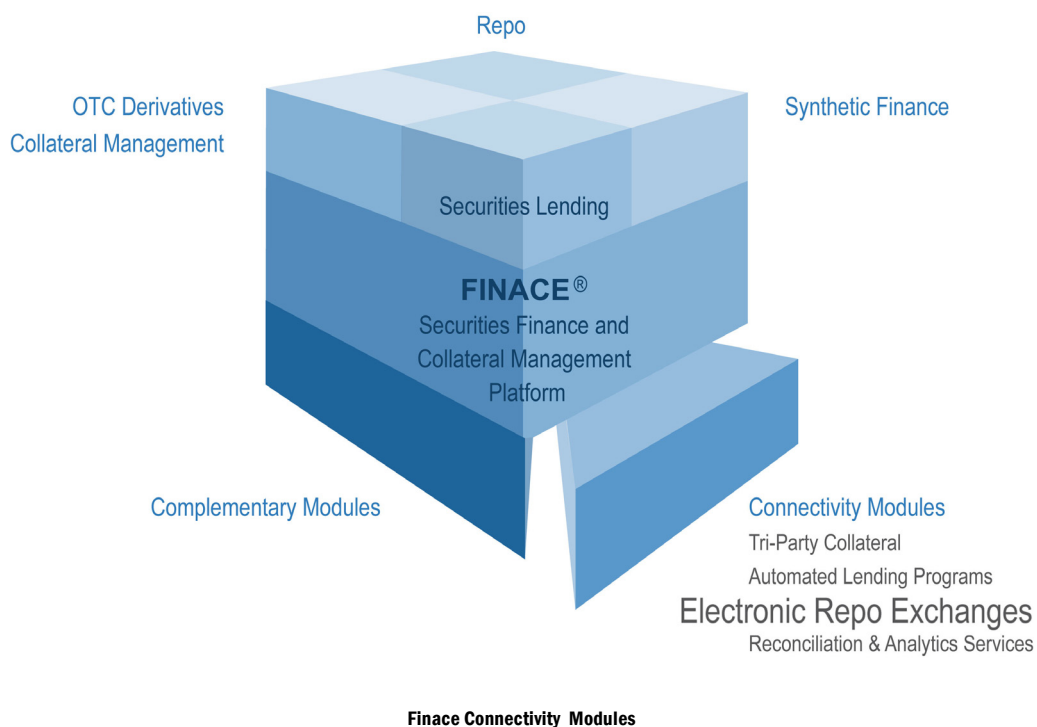 Repo
OTC Derivatives
Collateral Management
Synthetic Finance
Securities Lending
FINACE®
Securities Finance and
Collateral Management
Platform
Complementary Modules
Connectivity Modules
Tri-Party Collateral
Automated Lending Programs
Electronic Repo Exchanges
Reconciliation & Analytics Services
Finace Connectivity Modules